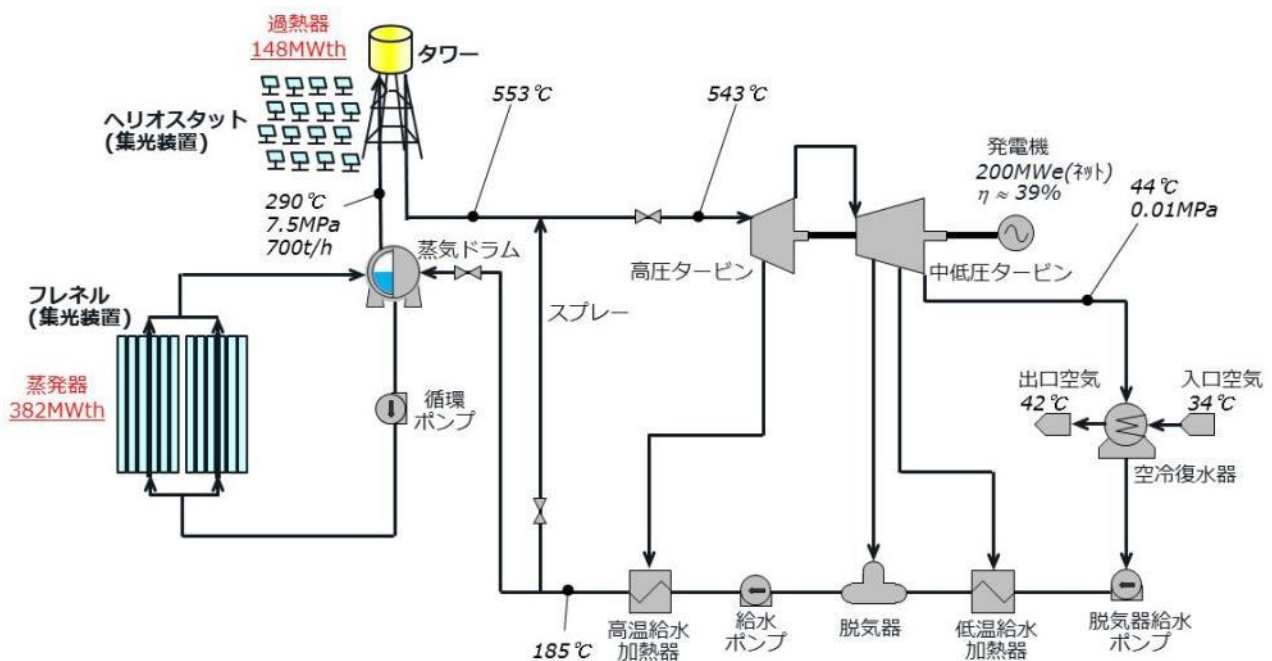 過熱器
148MWth
タワー
ヘリオスタット
(集光装置)
553℃
543℃
発電機
200MWe(ネット)
η ≈ 39%
44℃
0.01MPa
290℃
7.5MPa
700t/h
蒸気ドラム
高圧タービン
中低圧タービン
フレネル
(集光装置)
スプレー
蒸発器
382MWth
循環
ポンプ
出口空気
42℃
入口空気
34℃
空冷復水器
185℃
高温給水
加熱器
給水
ポンプ
脱気器
低温給水
加熱器
脱気器給水
ポンプ